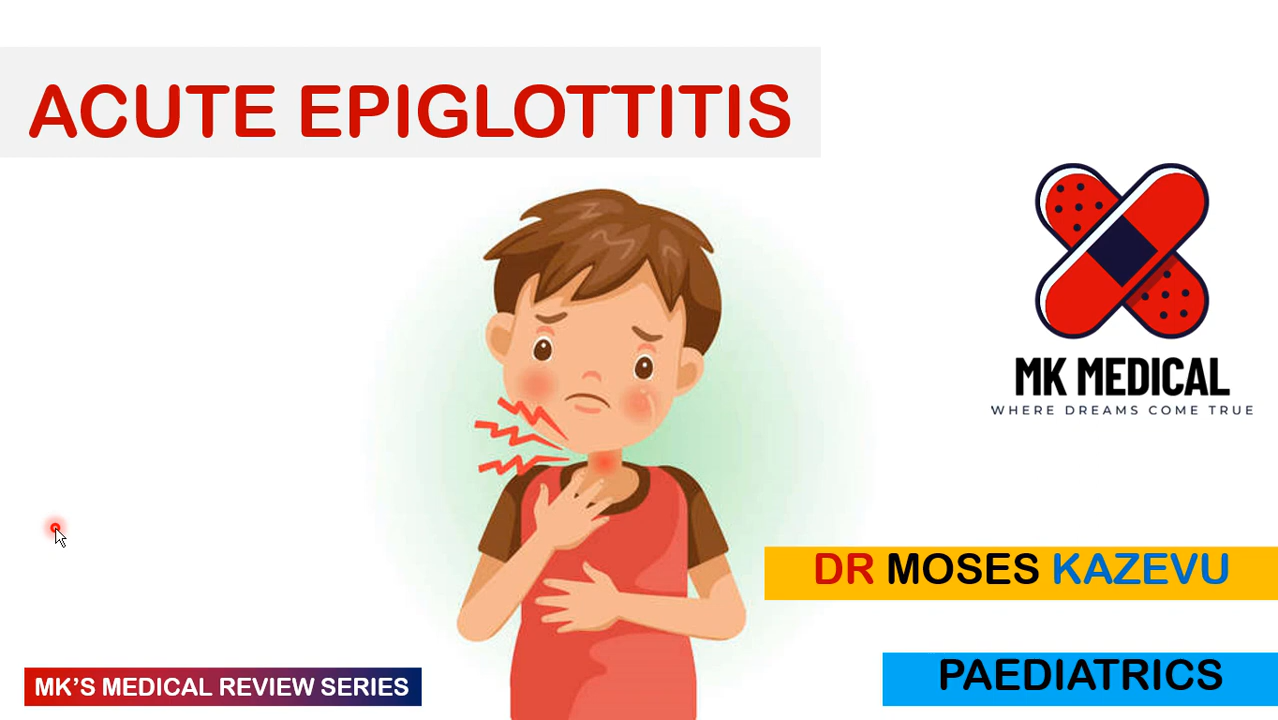 ACUTE EPIGLOTTITIS
MK MEDICAL
WHERE DREAMS COME TRUE
DR MOSES KAZEVU
MK'S MEDICAL REVIEW SERIES
PAEDIATRICS